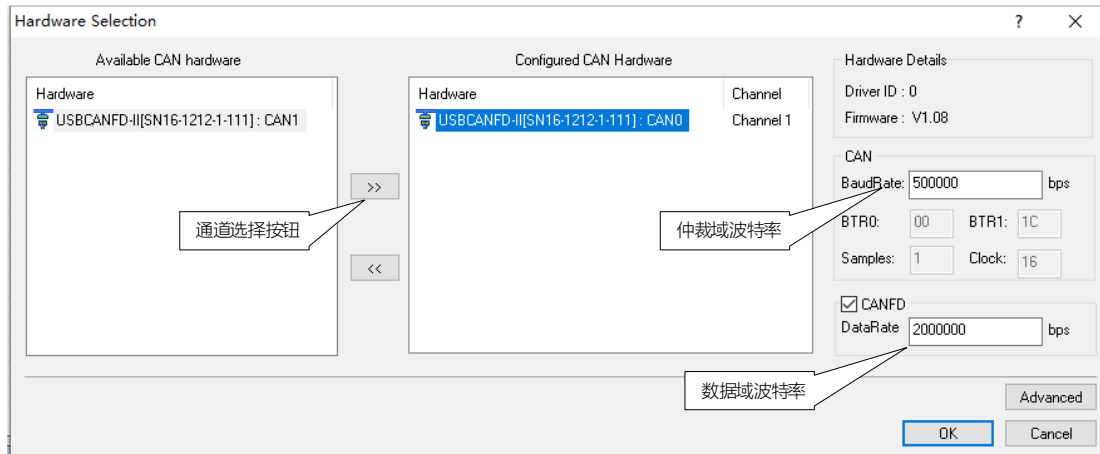 Hardware Selection
?
Available CAN hardware
Configured CAN Hardware
Hardware Details
Hardware
USBCANFD-II[SN16-1212-1-111] : CAN1
Hardware
Channel
USBCANFD-II[SN16-1212-1-111] : CAN0
Channel 1
Driver ID : 0
Firmware : V1.08
CAN
BaudRate: 500000 bps
>>
通道选择按钮
仲裁域波特率
BTR0: 00 BTR1: 1C
<<
Samples: 1 Clock: 16
CANFD
DataRate 2000000 bps
数据域波特率
Advanced
OK
Cancel